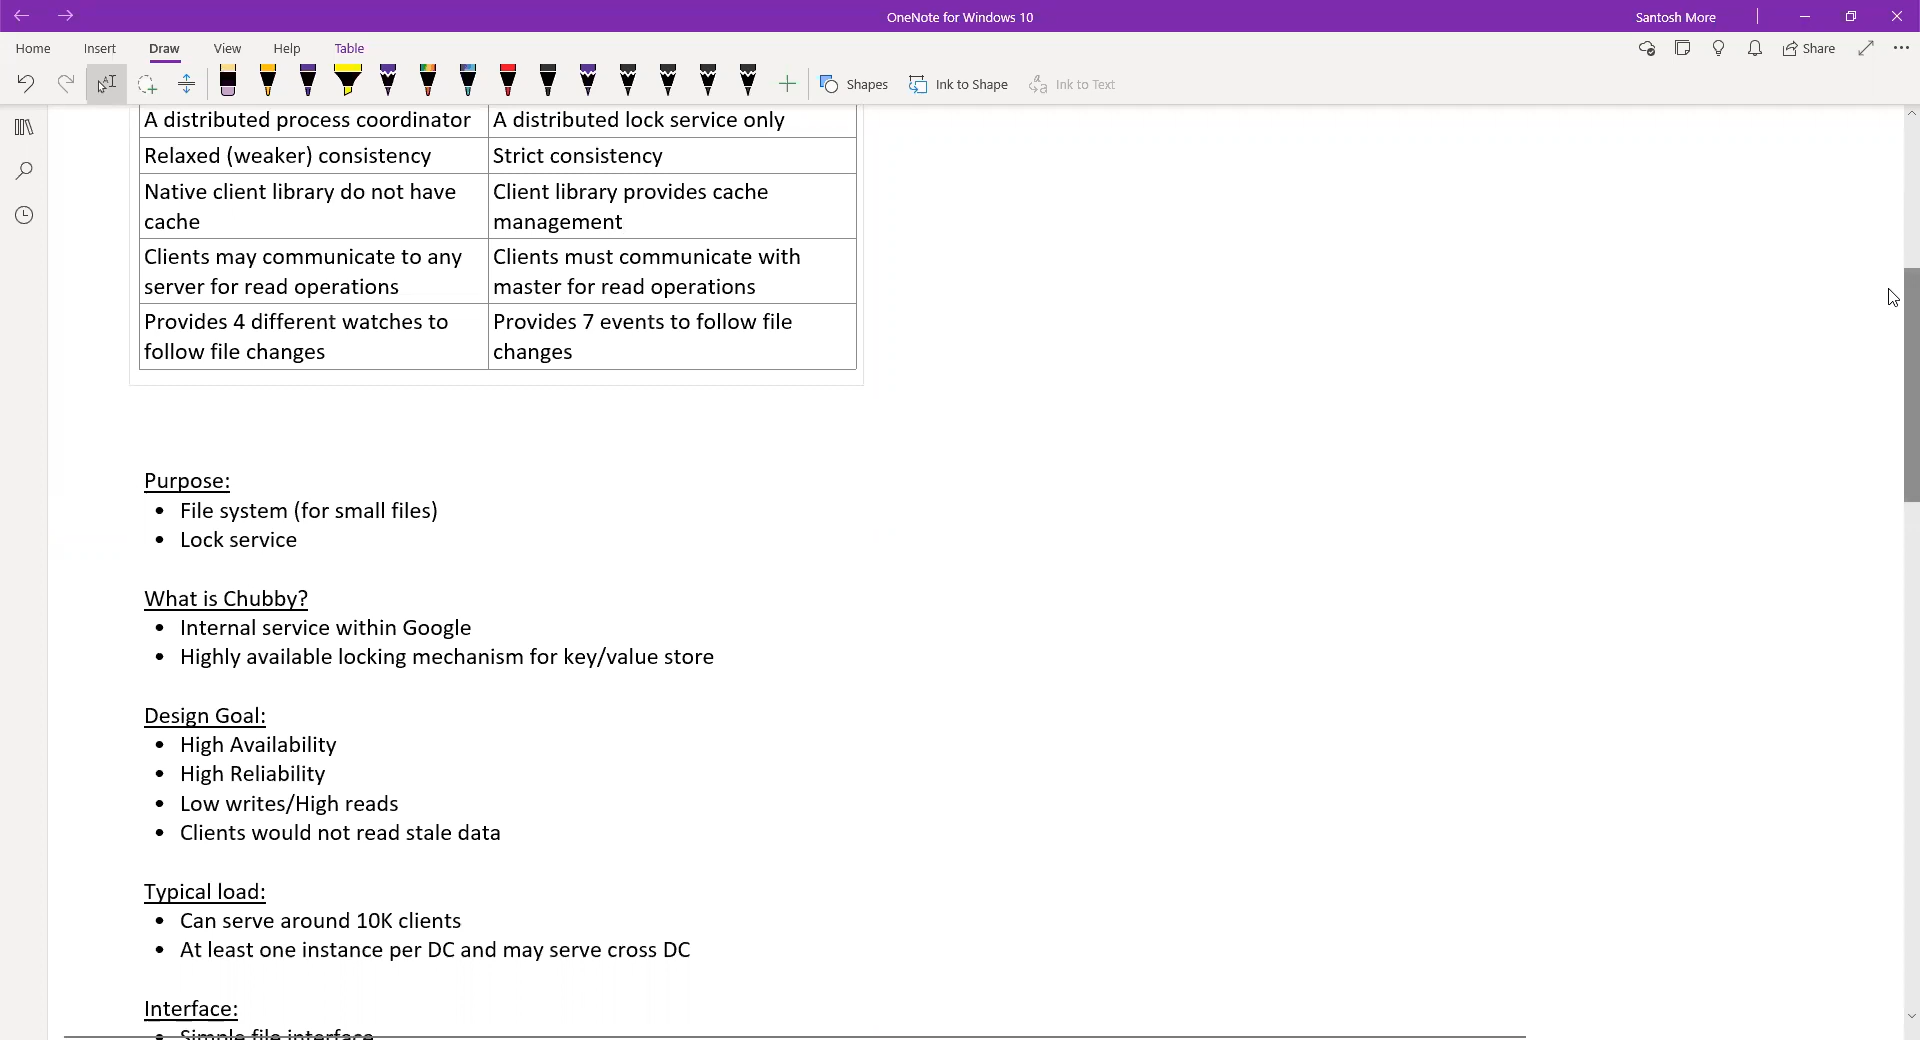 OneNote for Windows 10
Santosh More
Home Insert Draw View Help Table
Share
Shapes Ink to Shape Ink to Text
A distributed process coordinator A distributed lock service only
Relaxed (weaker) consistency Strict consistency
Native client library do not have Client library provides cache
cache management
Clients may communicate to any Clients must communicate with
server for read operations master for read operations
Provides 4 different watches to Provides 7 events to follow file
follow file changes changes
Purpose:
• File system (for small files)
• Lock service
What is Chubby?
• Internal service within Google
• Highly available locking mechanism for key/value store
Design Goal:
• High Availability
• High Reliability
• Low writes/High reads
• Clients would not read stale data
Typical load:
• Can serve around 10K clients
• At least one instance per DC and may serve cross DC
Interface:
• Simple file interface